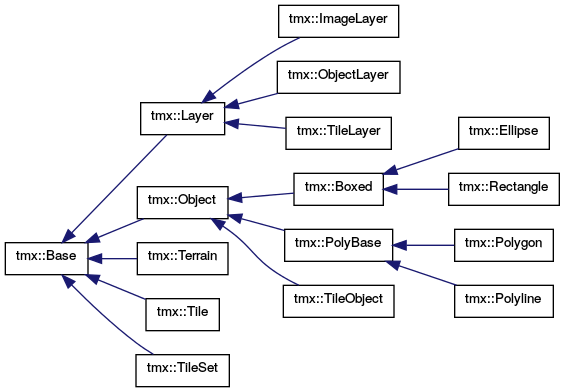 tmx::ImageLayer
tmx::ObjectLayer
tmx::Layer
tmx::TileLayer
tmx::Ellipse
tmx::Boxed
tmx::Rectangle
tmx::Object
tmx::PolyBase
tmx::Polygon
tmx::Base
tmx::Terrain
tmx::TileObject
tmx::Polyline
tmx::Tile
tmx::TileSet